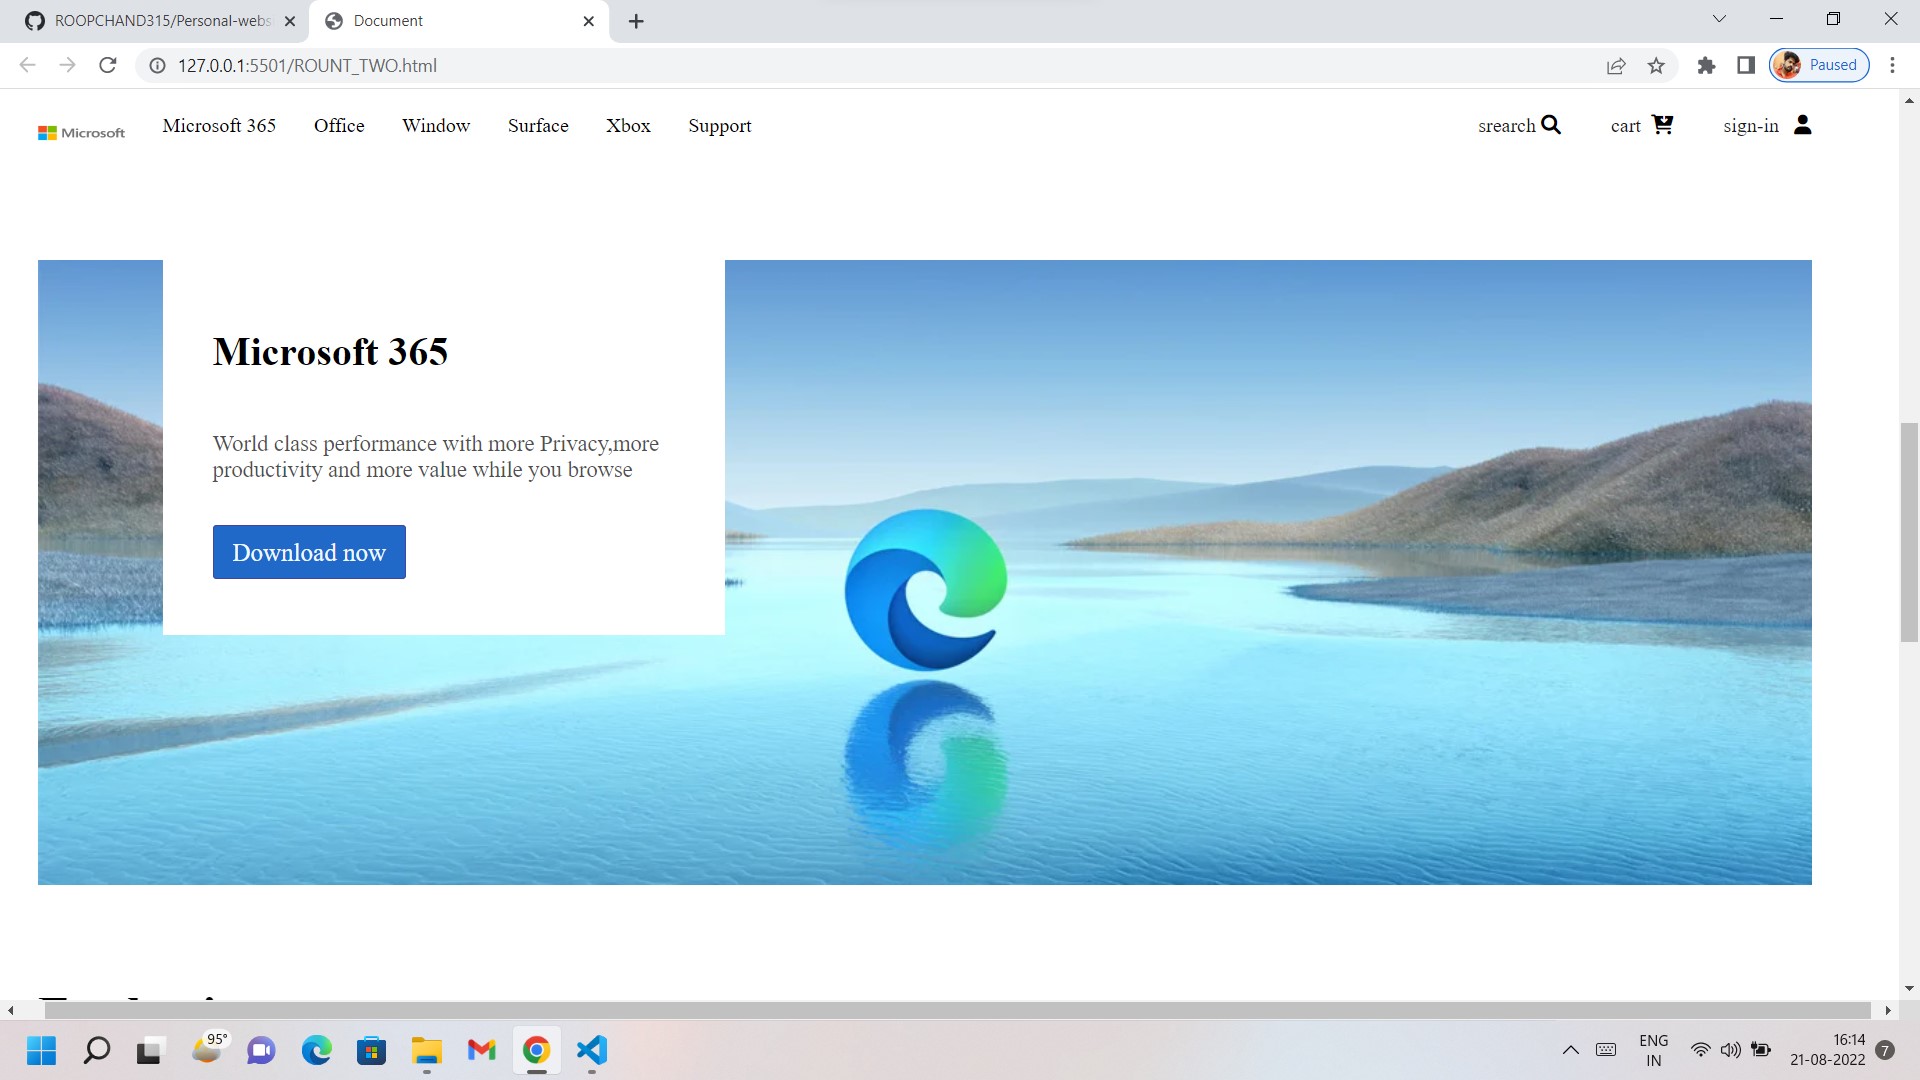 ROOPCHAND315/Personal-webs
Document
127.0.0.1:5501/ROUNT_TWO.html
Paused
Microsoft
Microsoft 365
Office
Window
Surface
Xbox
Support
srearch
cart
sign-in
Microsoft 365
World class performance with more Privacy,more
productivity and more value while you browse
Download now
95°
ENG
IN
16:14
21-08-2022
7